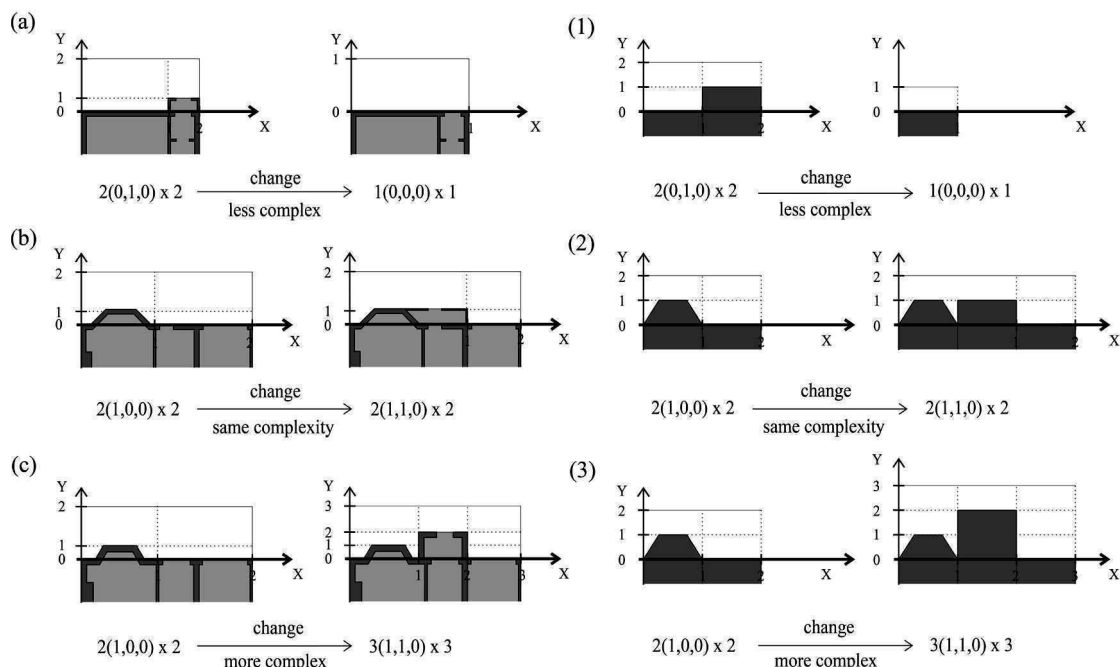 (a)
Y
2
1
0
2
X
Y
1
0
1
X
2(0,1,0) x 2
change
less complex
1(0,0,0) x 1
(1)
Y
2
1
0
1
2
X
Y
1
0
1
X
2(0,1,0) x 2
change
less complex
1(0,0,0) x 1
(b)
Y
2
1
0
1
2
X
Y
2
1
0
1
2
X
2(1,0,0) x 2
change
same complexity
2(1,1,0) x 2
(2)
Y
2
1
0
1
2
X
Y
2
1
0
1
2
X
2(1,0,0) x 2
change
same complexity
2(1,1,0) x 2
(c)
Y
2
1
0
1
2
X
Y
3
2
1
0
1
2
3
X
2(1,0,0) x 2
change
more complex
3(1,1,0) x 3
(3)
Y
2
1
0
1
2
X
Y
3
2
1
0
1
2
3
X
2(1,0,0) x 2
change
more complex
3(1,1,0) x 3